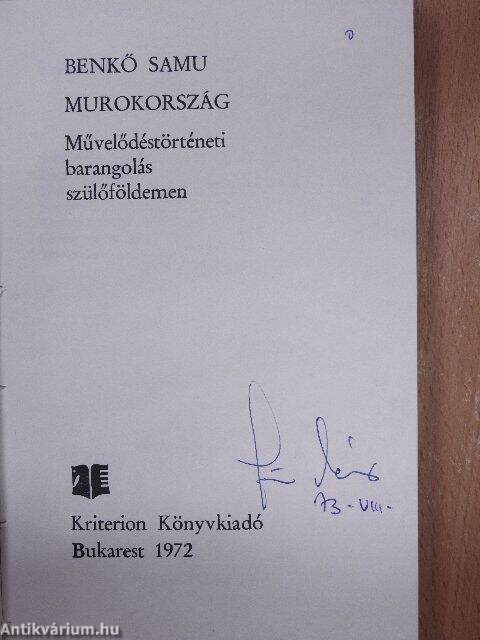 BENKŐ SAMU
MUROKORSZÁG
Művelődéstörténeti
barangolás
szülőföldemen
73-VIII-
Kriterion Könyvkiadó
Bukarest 1972
Antikvárium.hu